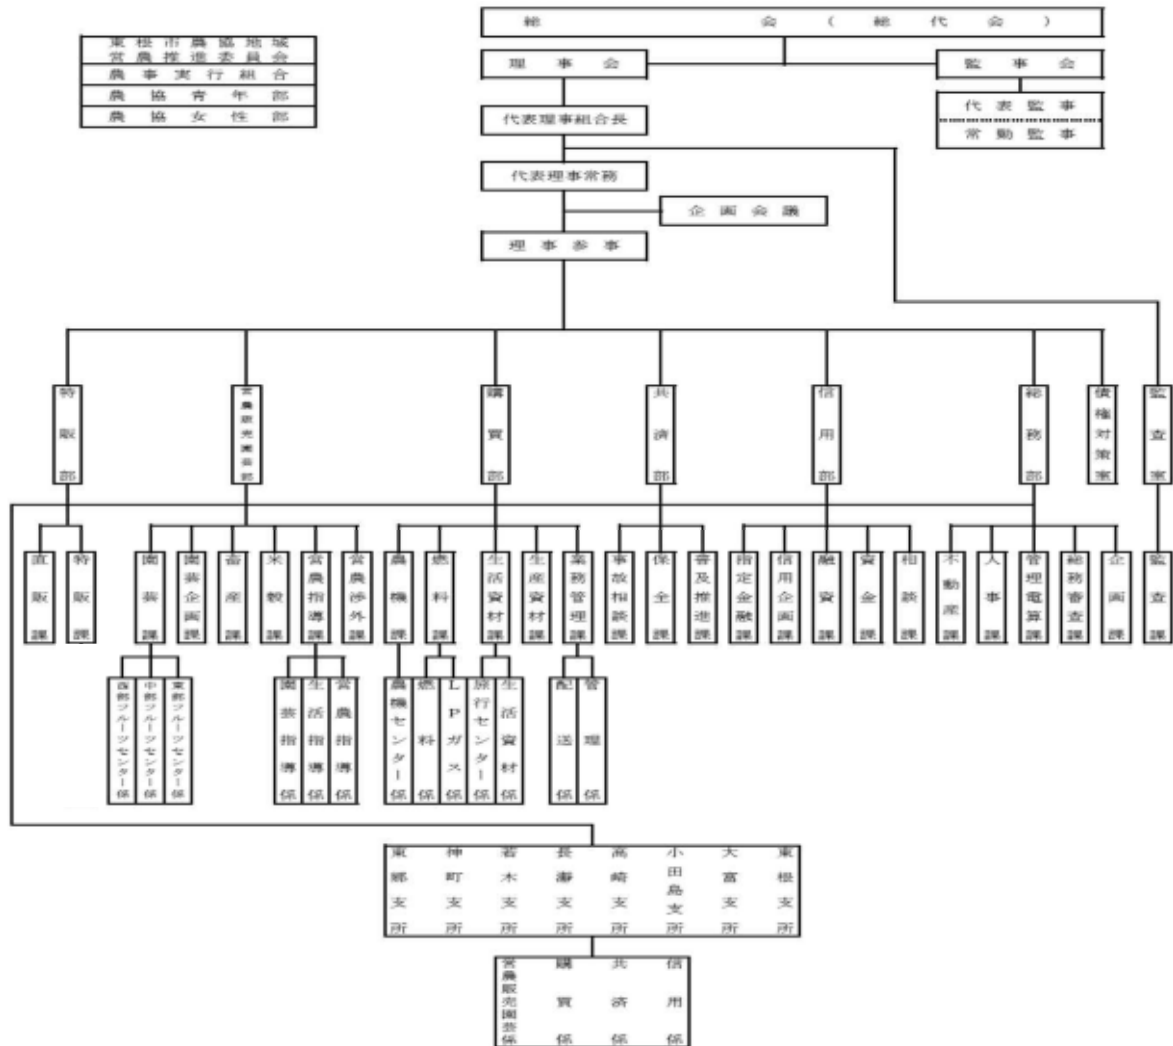 総会（総代会）
東根市農協地域
営農推進委員会
農事実行組合
農協青年部
農協女性部
理事会
監事会
代表監事
常勤監事
代表理事組合長
代表理事常務
企画会議
理事参事
特販部
営農販売園芸部
購買部
共済部
信用部
総務部
債権対策室
監査室
直販課
特販課
園芸課
園芸企画課
畜産課
米穀課
営農指導課
営農渉外課
農機課
燃料課
生活資材課
生産資材課
業務管理課
事故相談課
保全課
普及推進課
指定金融課
信用企画課
融資課
資金課
相談課
不動産課
人事課
管理電算課
総務審査課
企画課
監査課
西部フルーツセンター係
中部フルーツセンター係
東部フルーツセンター係
園芸指導係
生活指導係
営農指導係
農機センター係
燃料係
LPガス係
旅行センター係
生活資材係
配送係
管理係
東郷支所
神町支所
若木支所
長瀞支所
高崎支所
小田島支所
大富支所
東根支所
営農販売園芸係
購買係
共済係
信用係